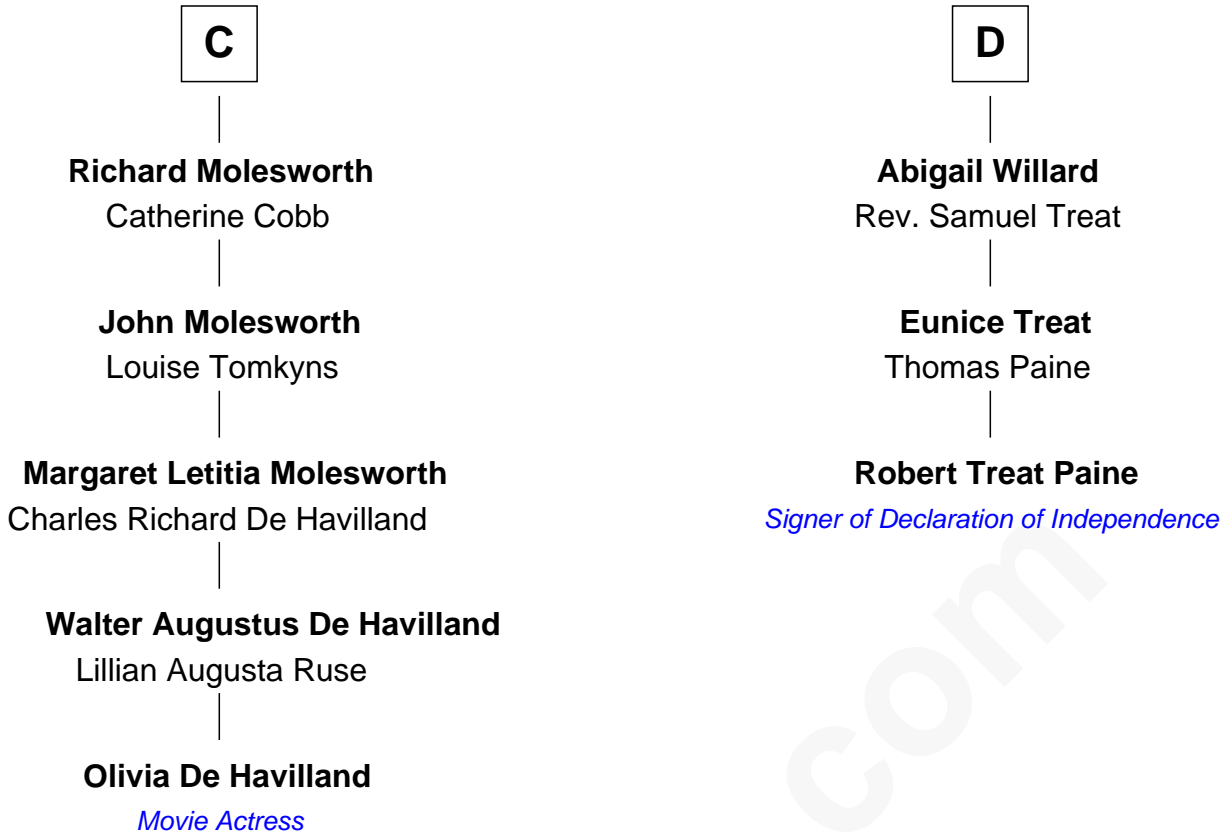 C
Richard Molesworth
Catherine Cobb
John Molesworth
Louise Tomkyns
Margaret Letitia Molesworth
Charles Richard De Havilland
Walter Augustus De Havilland
Lillian Augusta Ruse
Olivia De Havilland
Movie Actress
D
Abigail Willard
Rev. Samuel Treat
Eunice Treat
Thomas Paine
Robert Treat Paine
Signer of Declaration of Independence
com